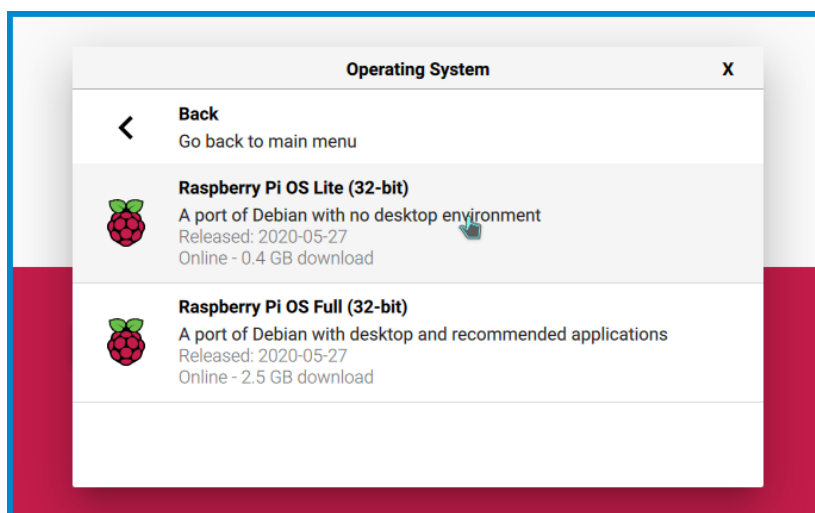 Operating System X
Back
Go back to main menu
Raspberry Pi OS Lite (32-bit)
A port of Debian with no desktop environment
Released: 2020-05-27
Online - 0.4 GB download
Raspberry Pi OS Full (32-bit)
A port of Debian with desktop and recommended applications
Released: 2020-05-27
Online - 2.5 GB download